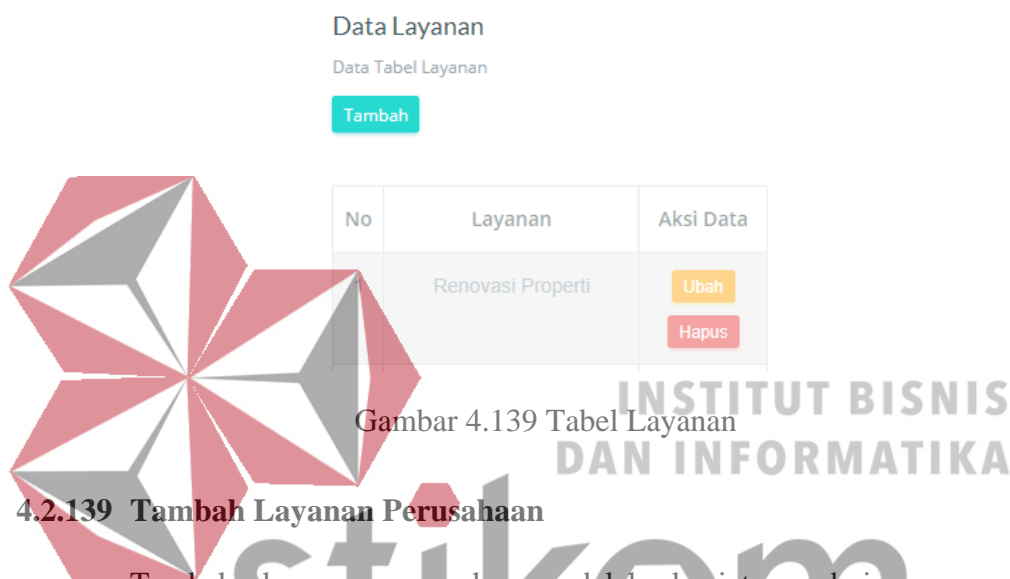 Data Layanan
Data Tabel Layanan
Tambah
No Layanan Aksi Data
1 Renovasi Properti Ubah
Hapus
INSTITUT BISNIS
Gambar 4.139 Tabel Layanan
DAN INFORMATIKA
4.2.139 Tambah Layanan Perusahaan
stikom